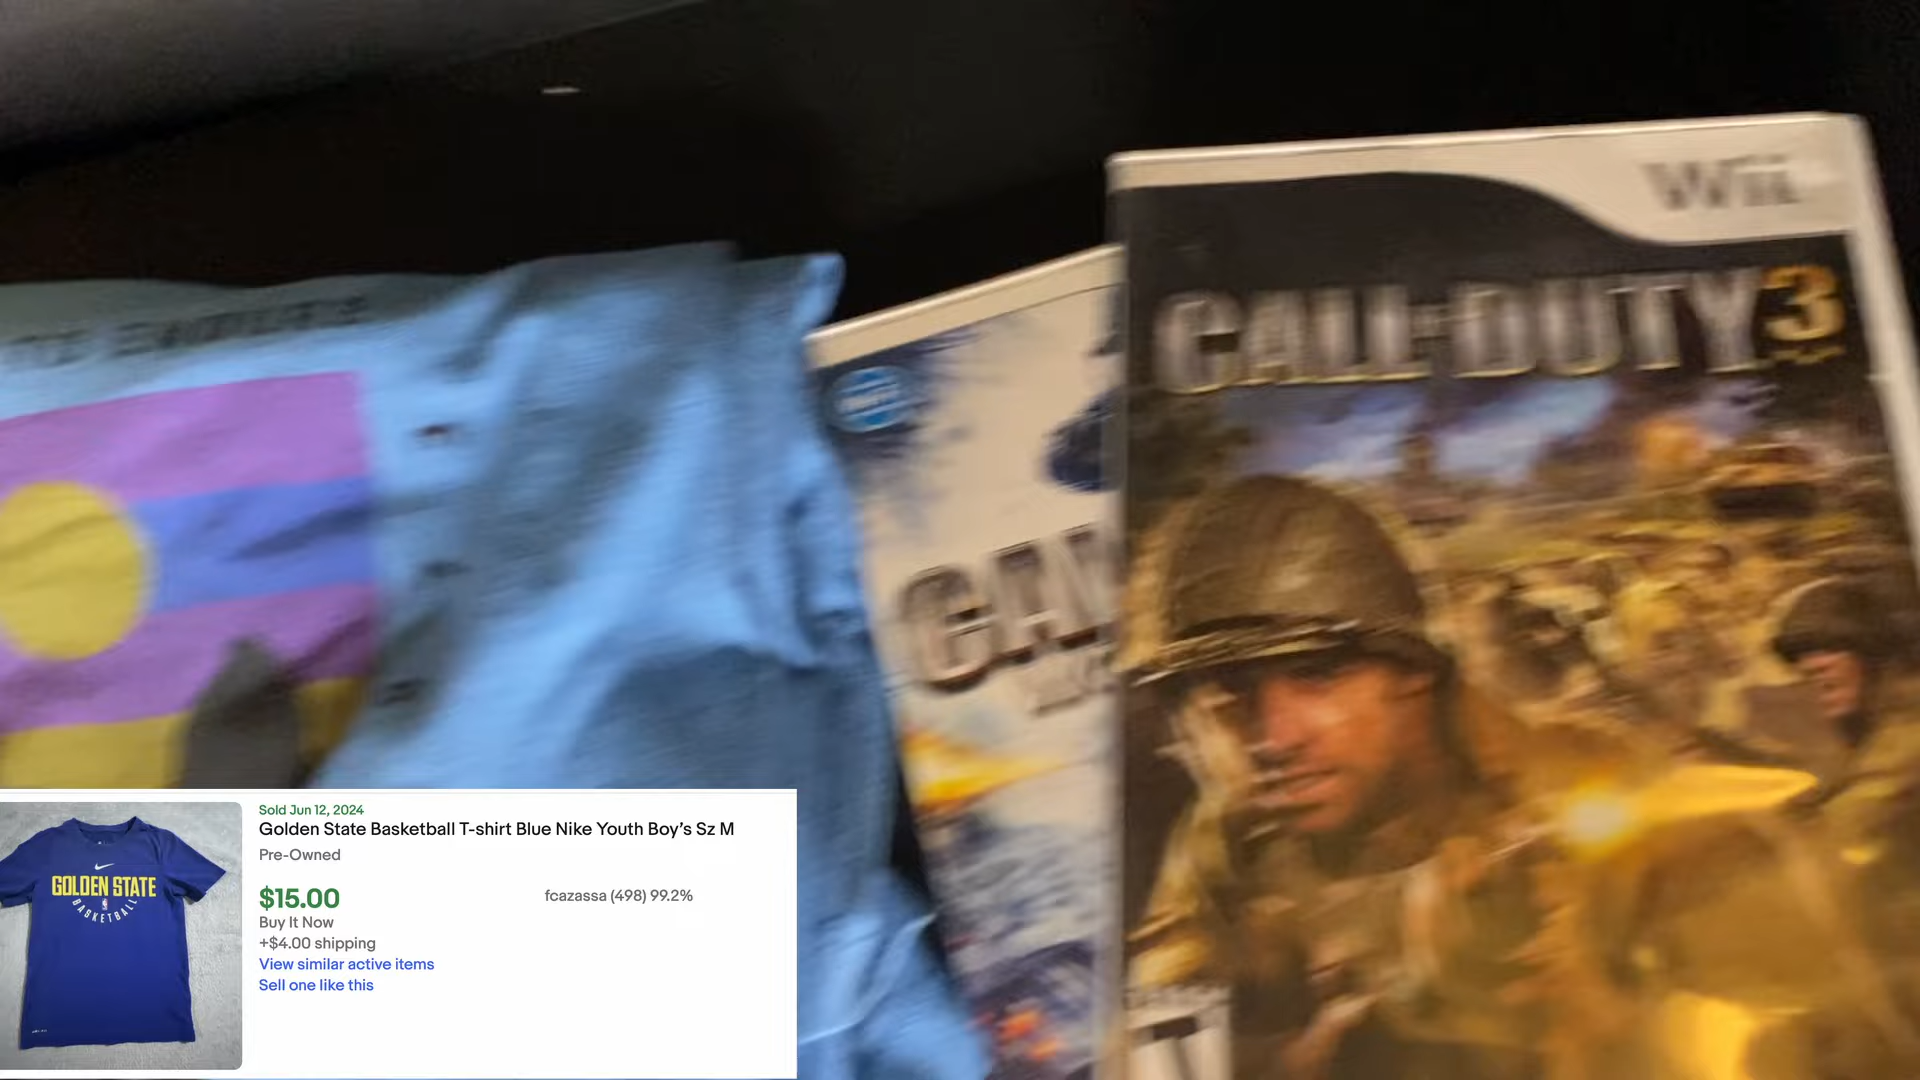 Wii
CALL OF DUTY 3
Sold Jun 12, 2024
Golden State Basketball T-shirt Blue Nike Youth Boy's Sz M
Pre-Owned
$15.00
fcazassa (498) 99.2%
Buy It Now
+$4.00 shipping
View similar active items
Sell one like this
GOLDEN STATE
BASKETBALL